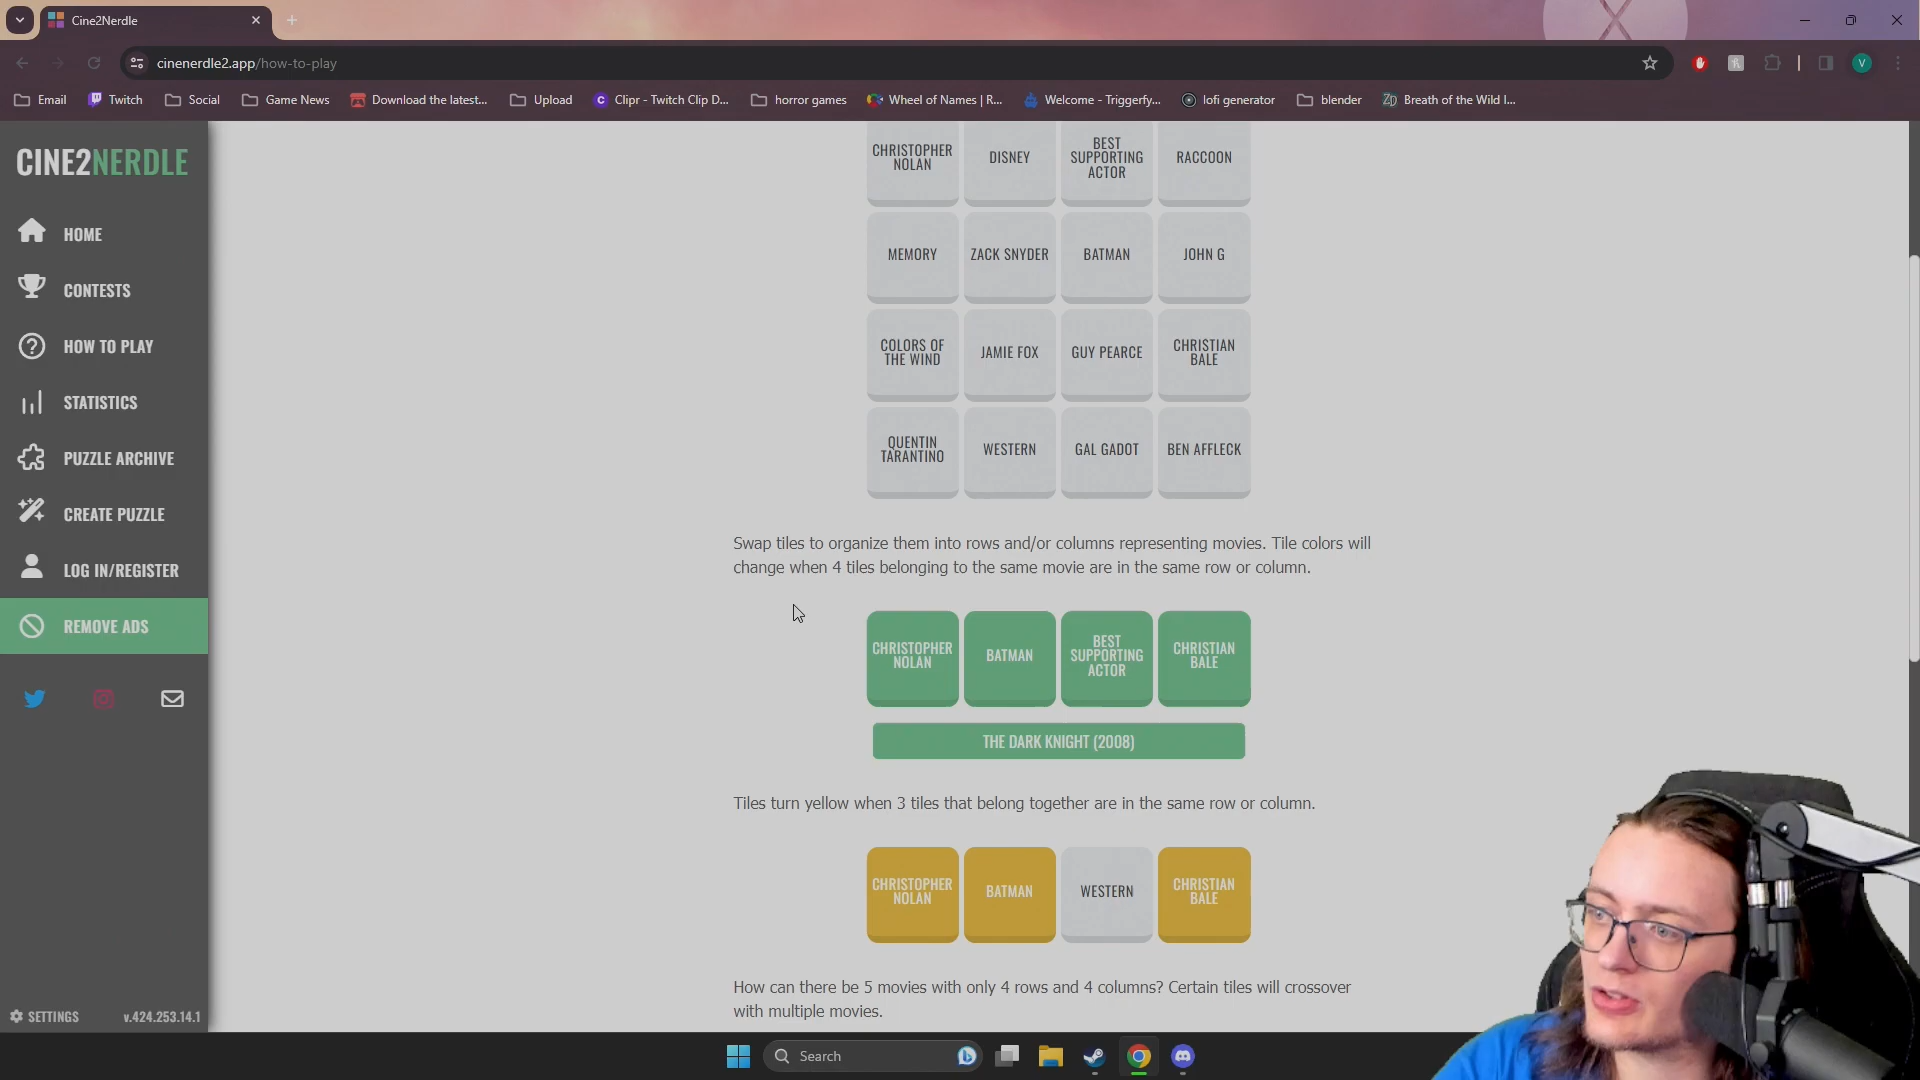 Cine2Nerdle
cinenerdle2.app/how-to-play
V
Email
Twitch
Social
Game News
Download the latest...
Upload
Clipr - Twitch Clip D...
horror games
Wheel of Names | R...
Welcome - Triggerfy...
lofi generator
blender
Breath of the Wild I...
CINE2NERDLE
HOME
CONTESTS
HOW TO PLAY
STATISTICS
PUZZLE ARCHIVE
CREATE PUZZLE
LOG IN/REGISTER
REMOVE ADS
SETTINGS
v.424.253.14.1
CHRISTOPHER
NOLAN
DISNEY
BEST
SUPPORTING
ACTOR
RACCOON
MEMORY
ZACK SNYDER
BATMAN
JOHN G
COLORS OF
THE WIND
JAMIE FOX
GUY PEARCE
CHRISTIAN
BALE
QUENTIN
TARANTINO
WESTERN
GAL GADOT
BEN AFFLECK
Swap tiles to organize them into rows and/or columns representing movies. Tile colors will
change when 4 tiles belonging to the same movie are in the same row or column.
CHRISTOPHER
NOLAN
BATMAN
BEST
SUPPORTING
ACTOR
CHRISTIAN
BALE
THE DARK KNIGHT (2008)
Tiles turn yellow when 3 tiles that belong together are in the same row or column.
CHRISTOPHER
NOLAN
BATMAN
WESTERN
CHRISTIAN
BALE
How can there be 5 movies with only 4 rows and 4 columns? Certain tiles will crossover
with multiple movies.
Search